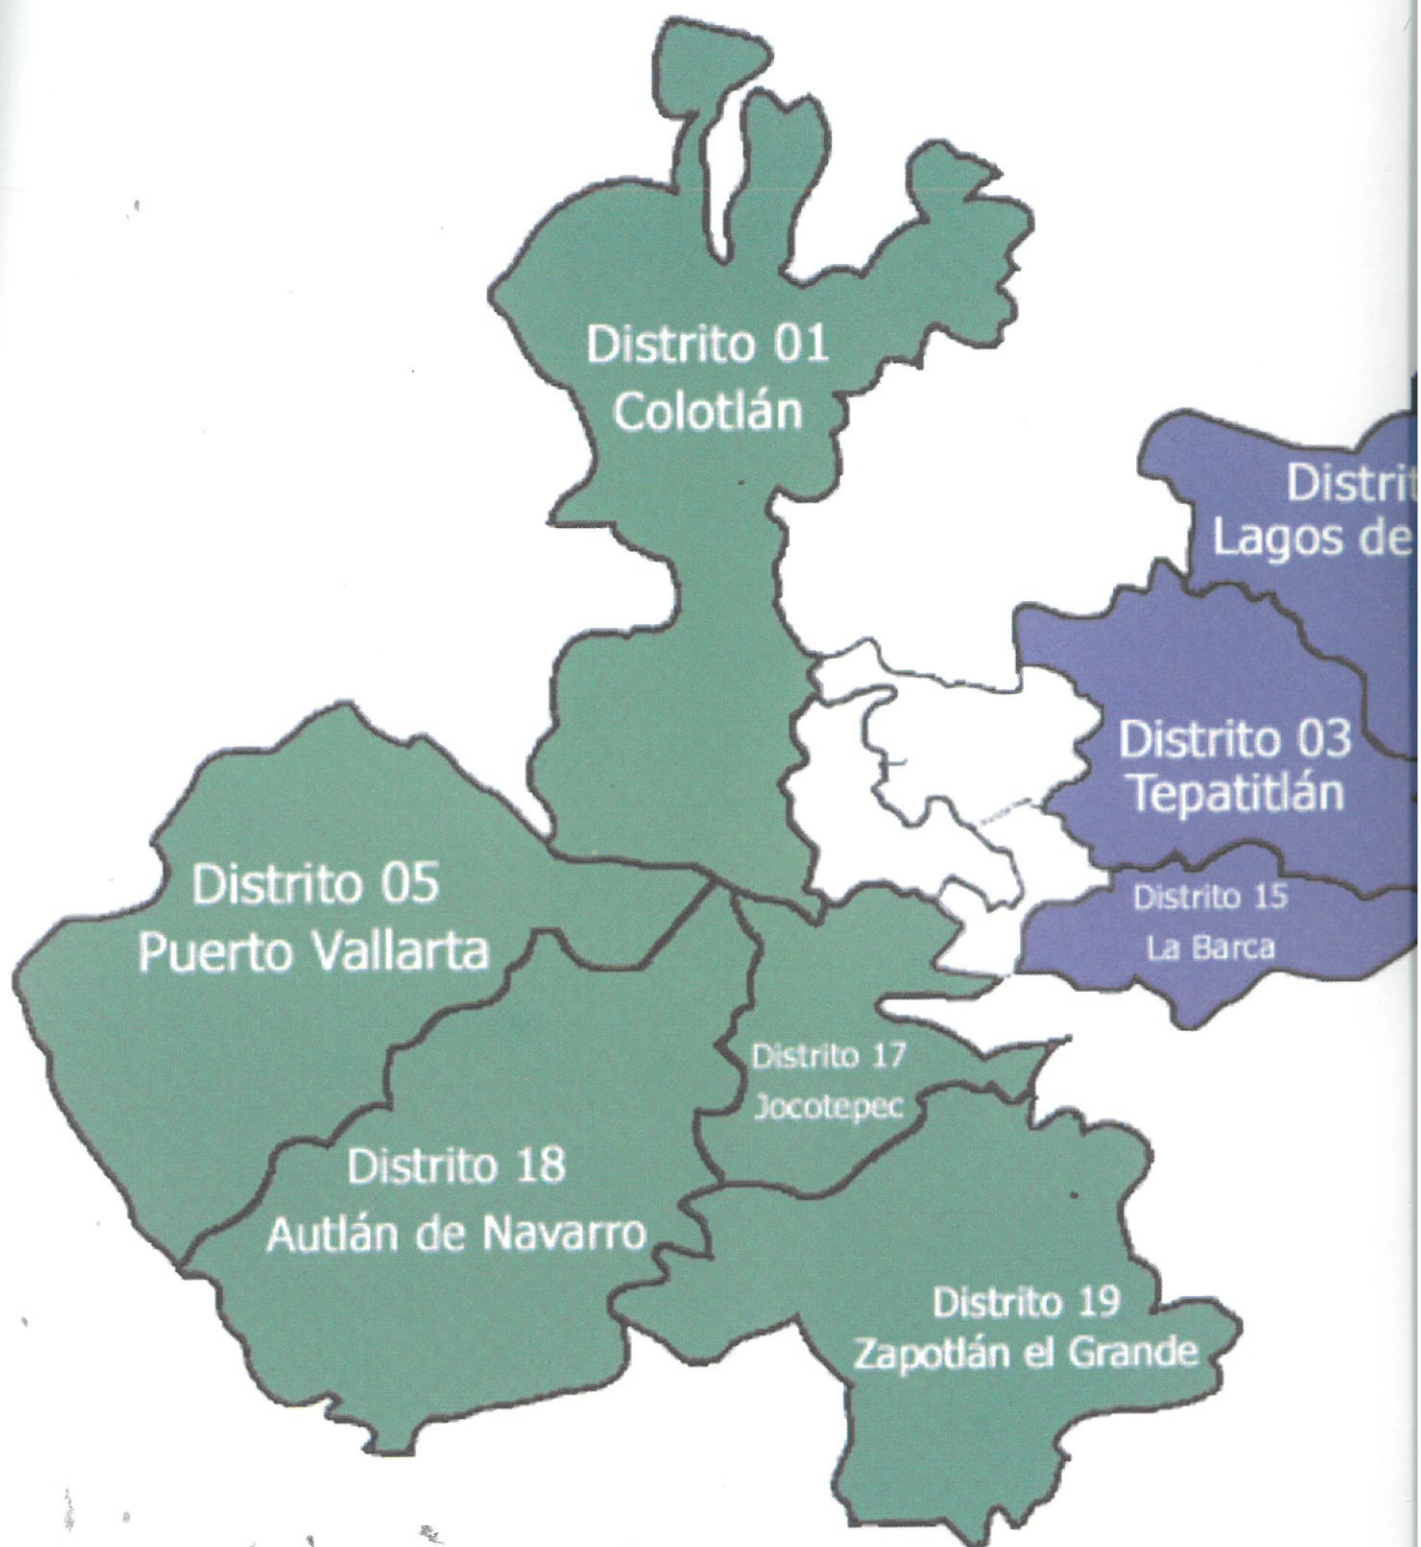 Distrito 01
Colotlán
Lagos de
Distrito 03
Tepatitlán
Distrito 05
Puerto Vallarta
Distrito 15
La Barca
Distrito 17
Jocotepec
Distrito 18
Autlán de Navarro
Distrito 19
Zapotlán el Grande